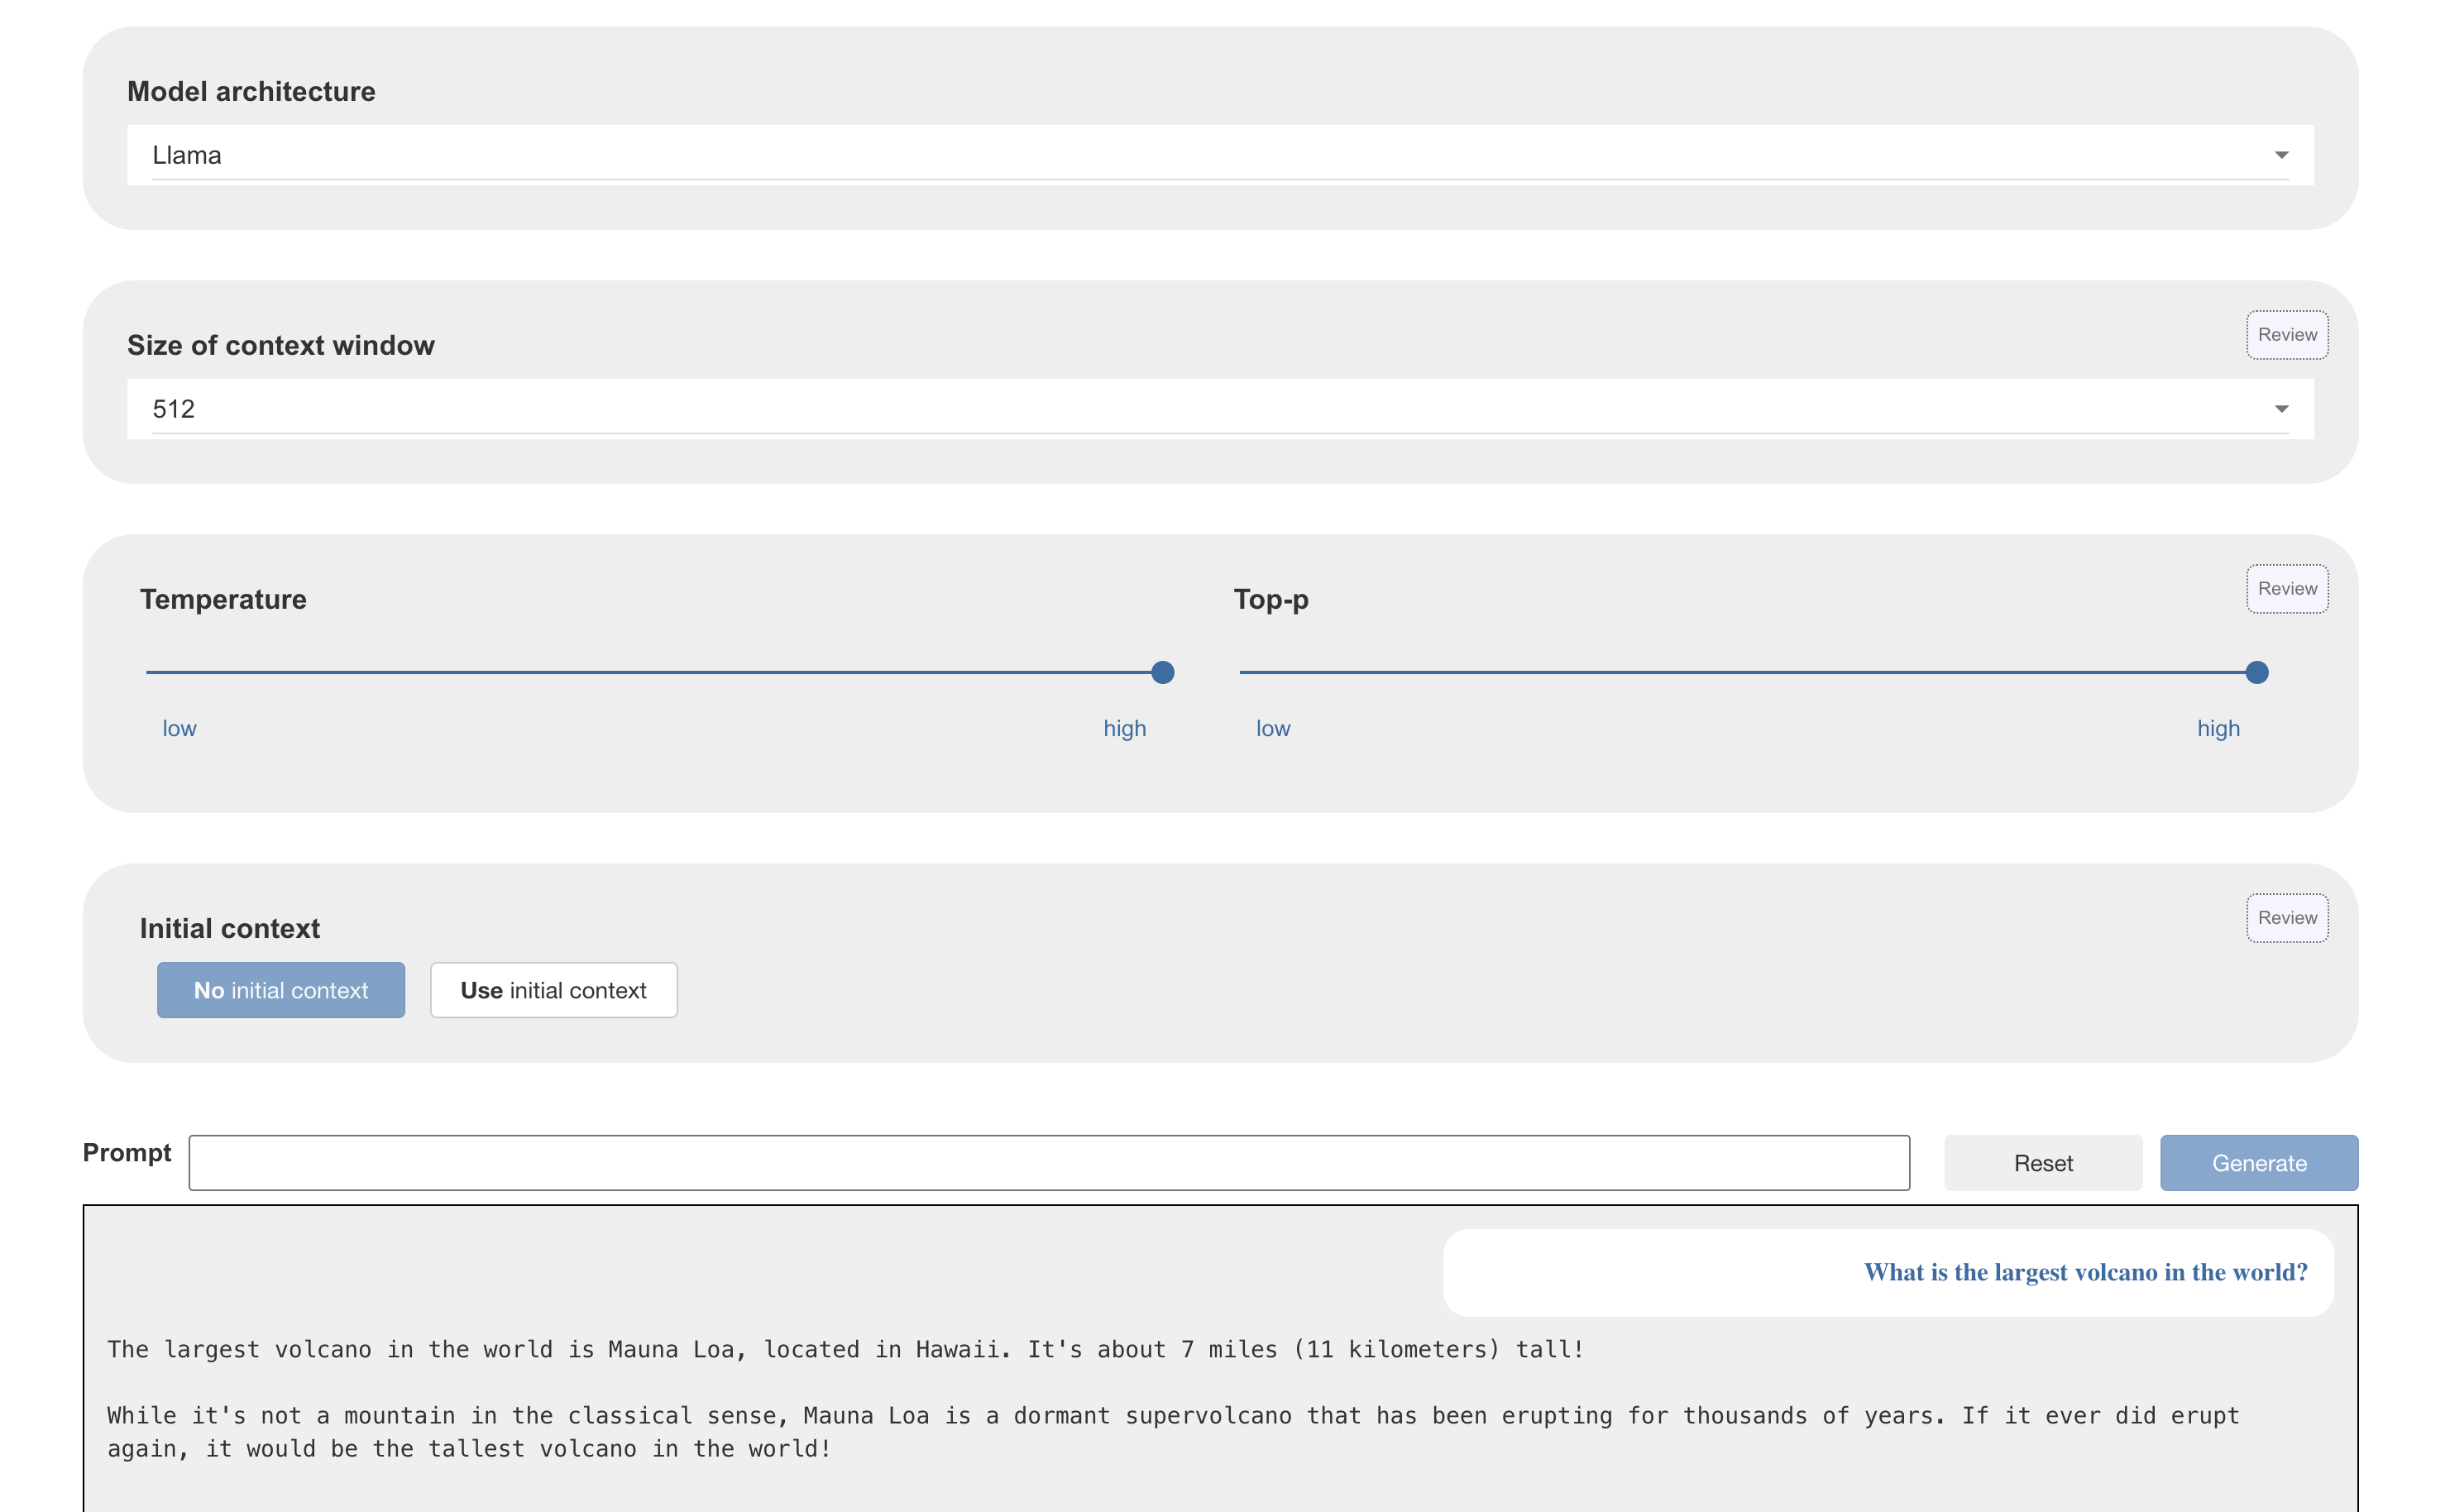 Model architecture
Llama
Size of context window
Review
512
Temperature
Top-p
Review
low
high
low
high
Initial context
Review
No initial context
Use initial context
Prompt
Reset
Generate
What is the largest volcano in the world?
The largest volcano in the world is Mauna Loa, located in Hawaii. It's about 7 miles (11 kilometers) tall!
While it's not a mountain in the classical sense, Mauna Loa is a dormant supervolcano that has been erupting for thousands of years. If it ever did erupt
again, it would be the tallest volcano in the world!